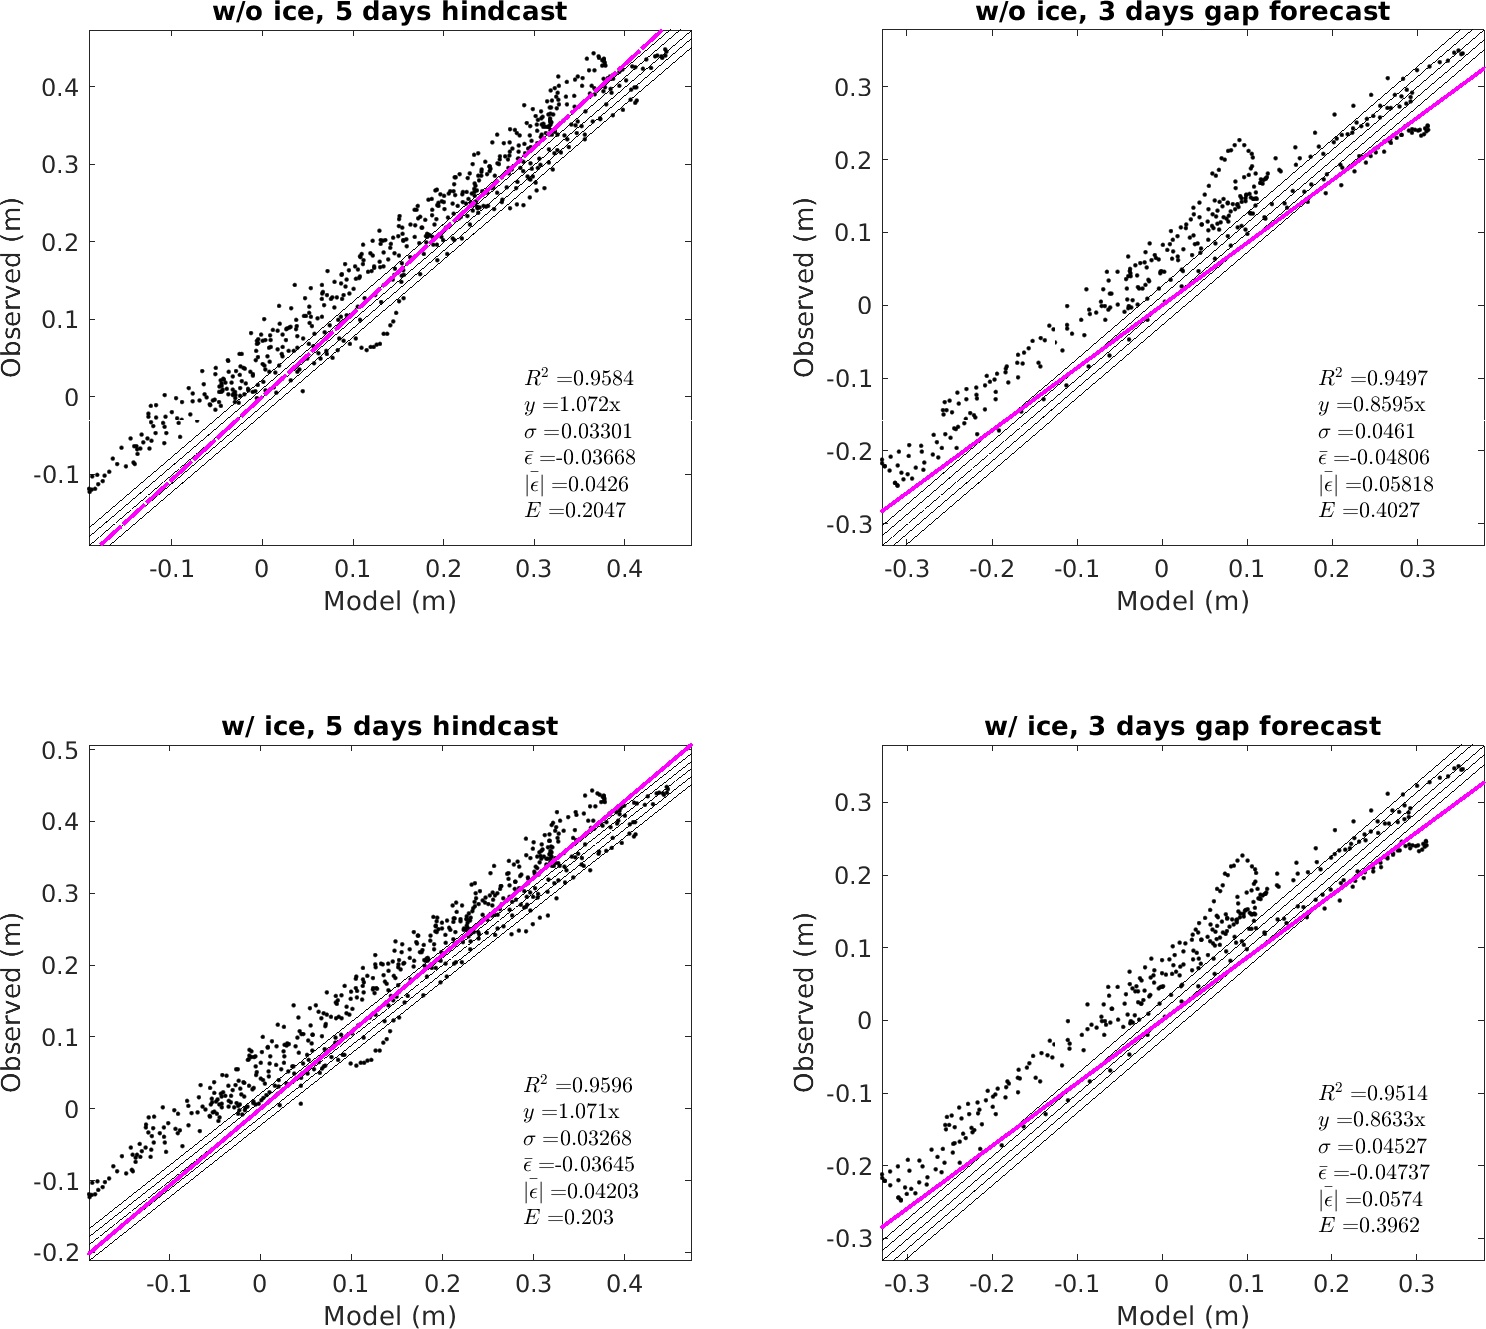 w/o ice, 5 days hindcast
Observed (m)
0.4
0.3
0.2
0.1
0
-0.1
R² =0.9584
y =1.072x
σ =0.03301
ε̄ =-0.03668
|ε̄| =0.0426
E =0.2047
-0.1 0 0.1 0.2 0.3 0.4
Model (m)
w/o ice, 3 days gap forecast
Observed (m)
0.3
0.2
0.1
0
-0.1
-0.2
-0.3
R² =0.9497
y =0.8595x
σ =0.0461
ε̄ =-0.04806
|ε̄| =0.05818
E =0.4027
-0.3 -0.2 -0.1 0 0.1 0.2 0.3
Model (m)
w/ ice, 5 days hindcast
Observed (m)
0.5
0.4
0.3
0.2
0.1
0
-0.1
-0.2
R² =0.9596
y =1.071x
σ =0.03268
ε̄ =-0.03645
|ε̄| =0.04203
E =0.203
-0.1 0 0.1 0.2 0.3 0.4
Model (m)
w/ ice, 3 days gap forecast
Observed (m)
0.3
0.2
0.1
0
-0.1
-0.2
-0.3
R² =0.9514
y =0.8633x
σ =0.04527
ε̄ =-0.04737
|ε̄| =0.0574
E =0.3962
-0.3 -0.2 -0.1 0 0.1 0.2 0.3
Model (m)